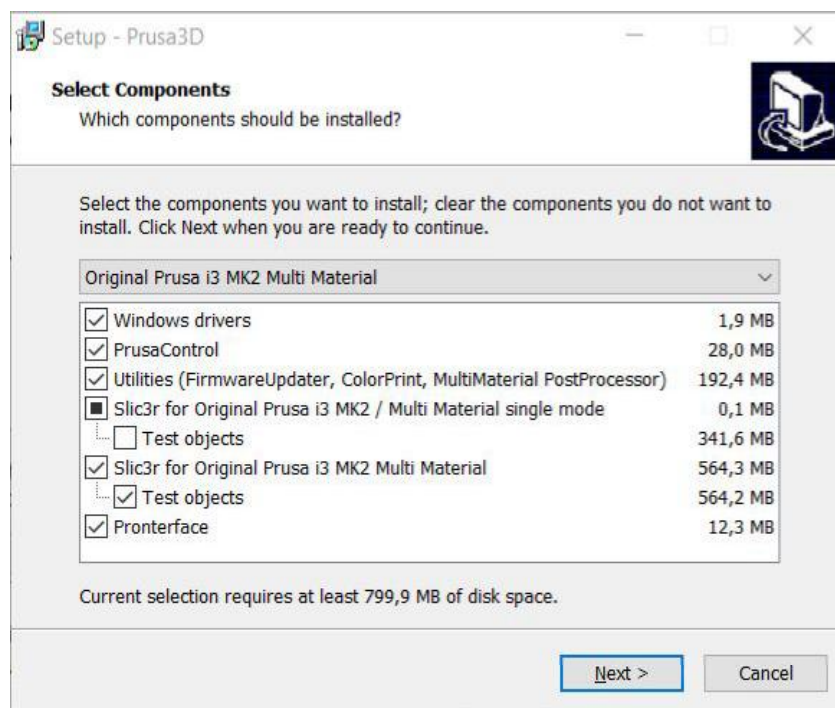 Setup - Prusa3D
Select Components
Which components should be installed?
Select the components you want to install; clear the components you do not want to
install. Click Next when you are ready to continue.
Original Prusa i3 MK2 Multi Material
Windows drivers 1,9 MB
PrusaControl 28,0 MB
Utilities (FirmwareUpdater, ColorPrint, MultiMaterial PostProcessor) 192,4 MB
Slic3r for Original Prusa i3 MK2 / Multi Material single mode 0,1 MB
Test objects 341,6 MB
Slic3r for Original Prusa i3 MK2 Multi Material 564,3 MB
Test objects 564,2 MB
Pronterface 12,3 MB
Current selection requires at least 799,9 MB of disk space.
Next > Cancel